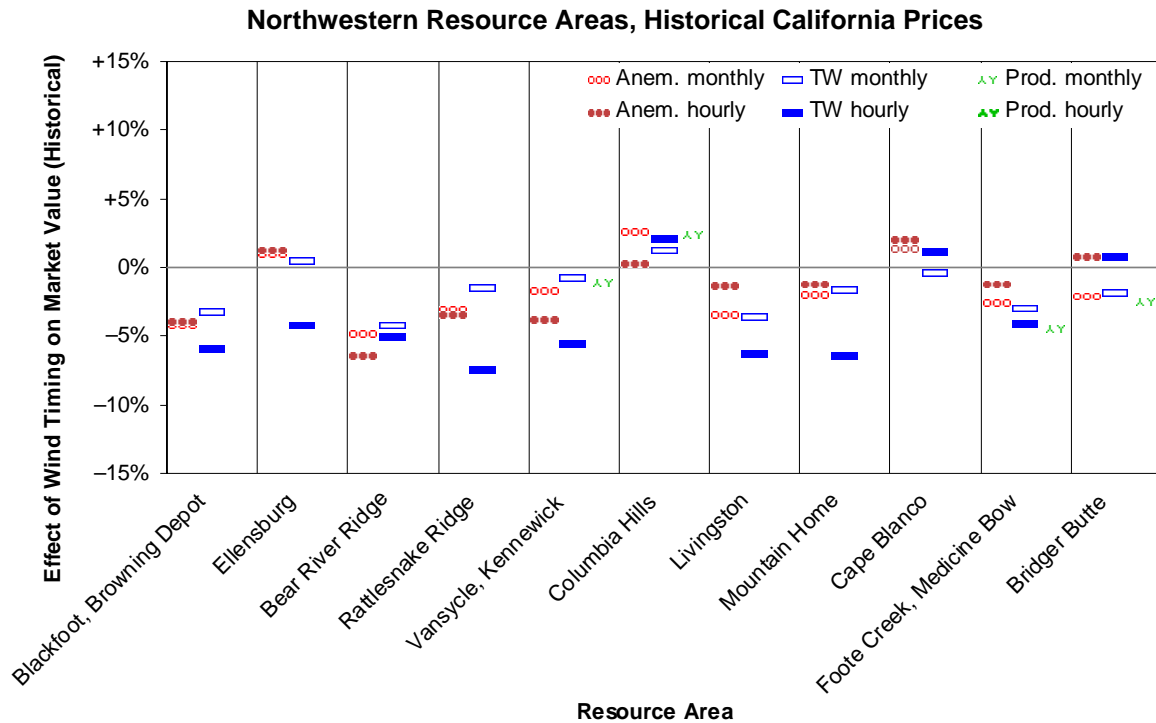 Northwestern Resource Areas, Historical California Prices
Effect of Wind Timing on Market Value (Historical)
+15%
+10%
+5%
0%
–5%
–10%
–15%
Anem. monthly
TW monthly
Prod. monthly
Anem. hourly
TW hourly
Prod. hourly
Blackfoot, Browning Depot
Ellensburg
Bear River Ridge
Rattlesnake Ridge
Vansycle, Kennewick
Columbia Hills
Livingston
Mountain Home
Cape Blanco
Foote Creek, Medicine Bow
Bridger Butte
Resource Area